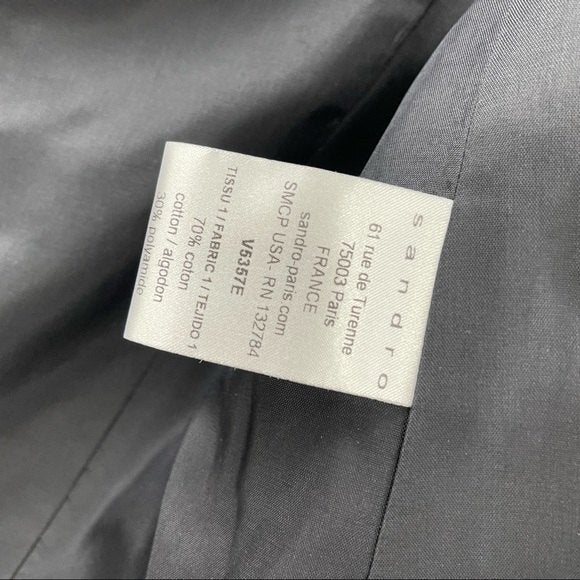 sandro
61 rue de Turenne
75003 Paris
FRANCE
sandro-paris.com
SMCP USA- RN 132784
V5357E
TISSU 1 / FABRIC 1 / TEJIDO 1
70% coton
cotton / algodon
30% polyamide